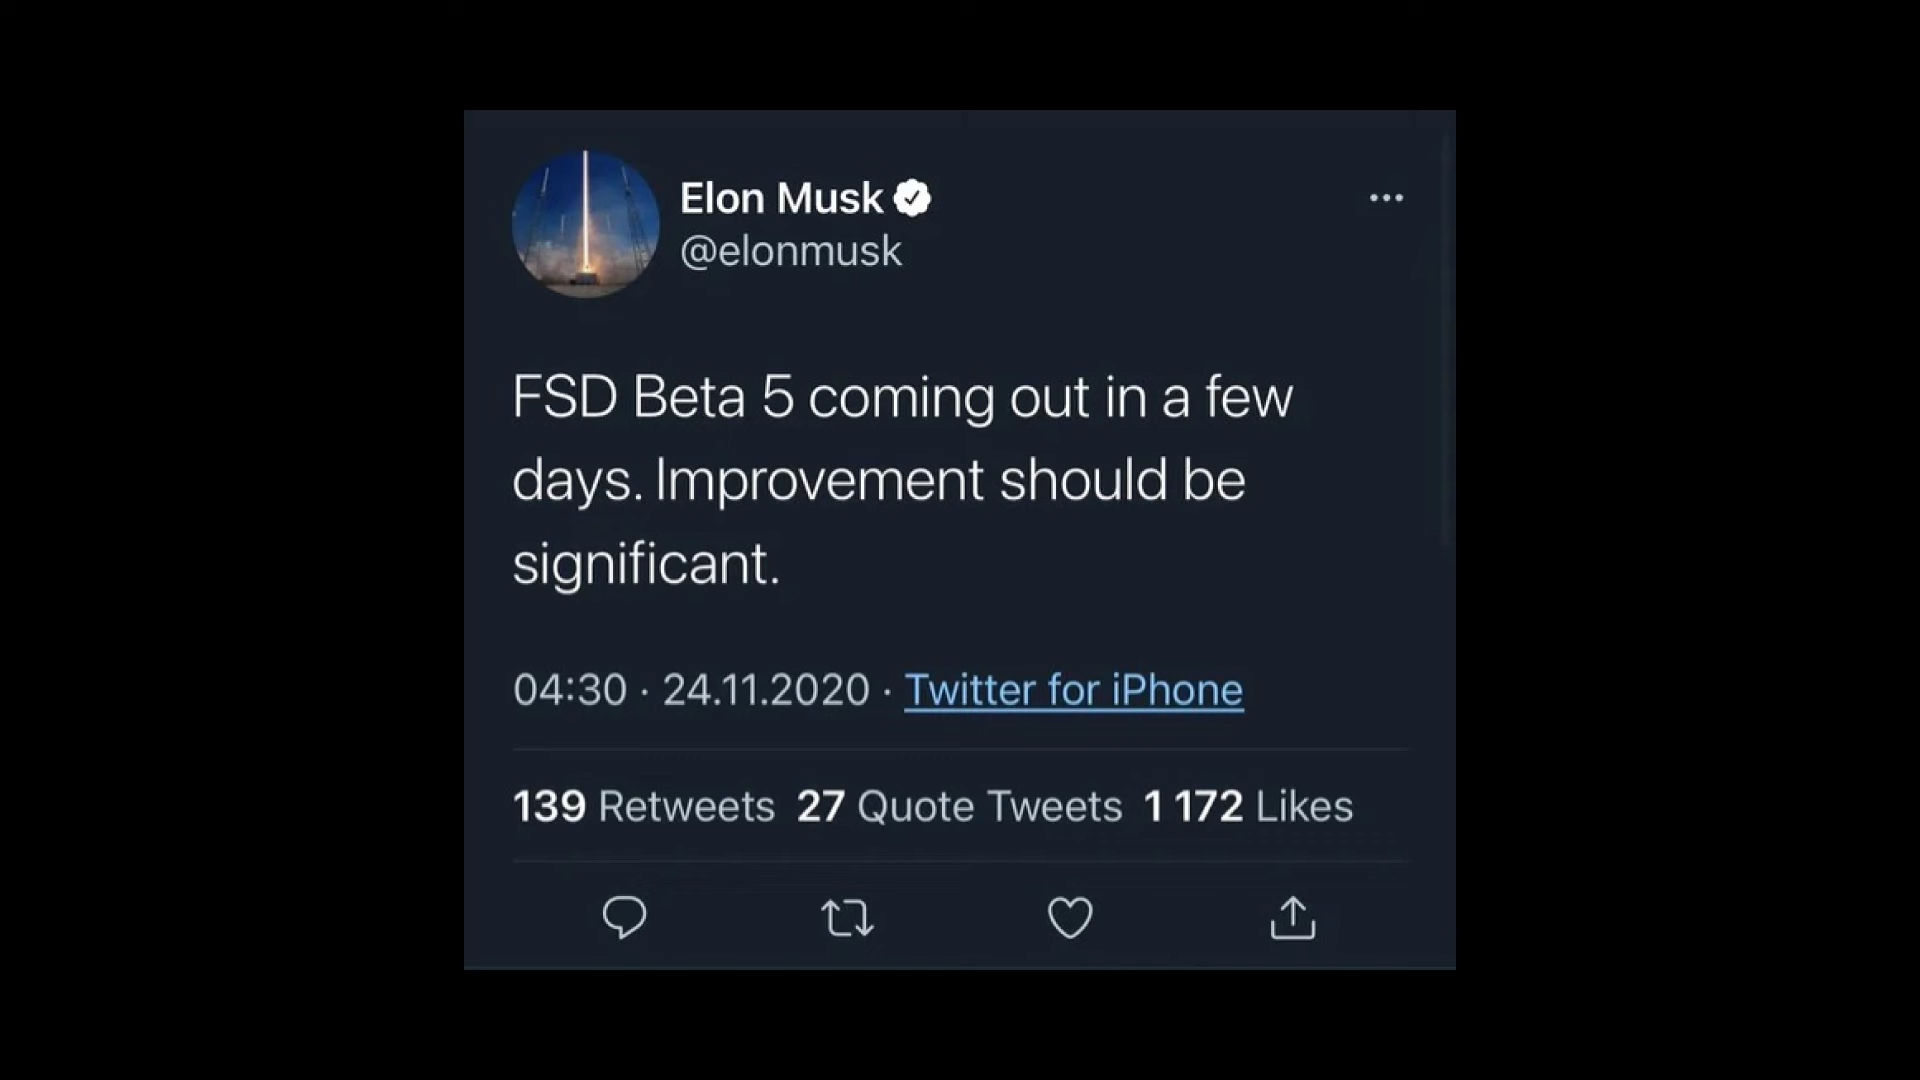 Elon Musk
@elonmusk
FSD Beta 5 coming out in a few
days. Improvement should be
significant.
04:30 · 24.11.2020 · Twitter for iPhone
139 Retweets 27 Quote Tweets 1 172 Likes